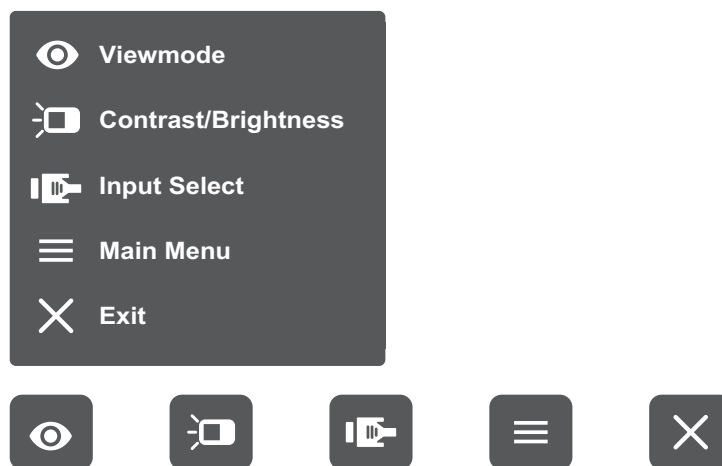 Viewmode
Contrast/Brightness
Input Select
Main Menu
Exit